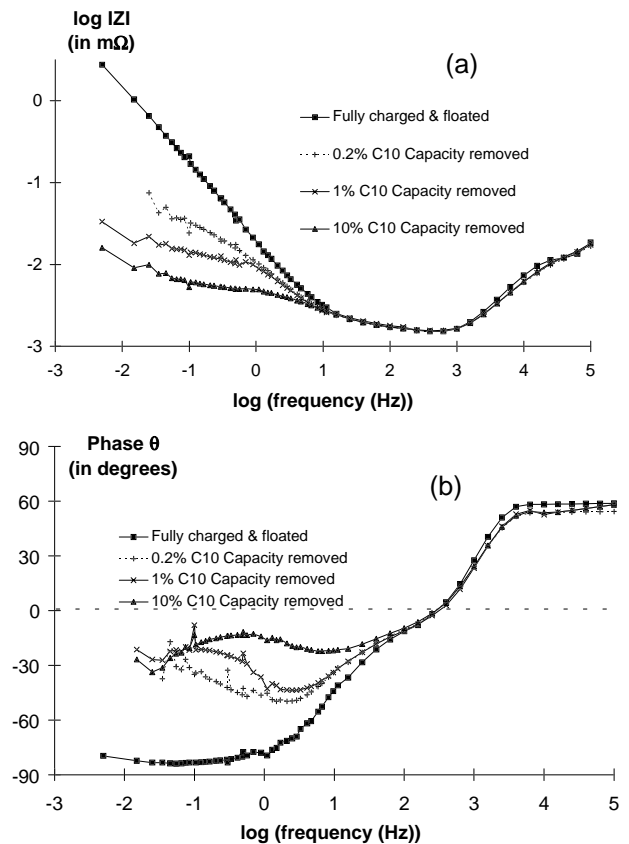 log IZI
(in mΩ)
(a)
Fully charged & floated
0.2% C10 Capacity removed
1% C10 Capacity removed
10% C10 Capacity removed
0
-1
-2
-3
-3 -2 -1 0 1 2 3 4 5
log (frequency (Hz))
Phase θ
(in degrees)
(b)
Fully charged & floated
0.2% C10 Capacity removed
1% C10 Capacity removed
10% C10 Capacity removed
90
60
30
0
-30
-60
-90
-3 -2 -1 0 1 2 3 4 5
log (frequency (Hz))